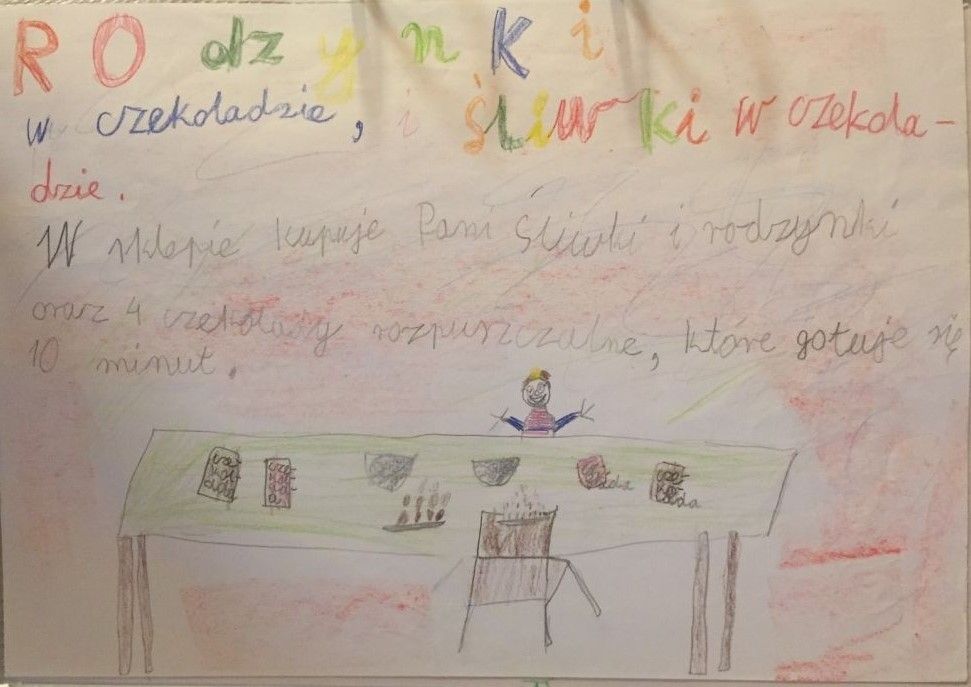 ROdzynKi
w czekoladzie, i śliwki w czekola-
dzie.
W sklepie kupuje Pani śliwki i rodzynki
oraz 4 czekolady rozpuszczalne, które gotuje się
10 minut.